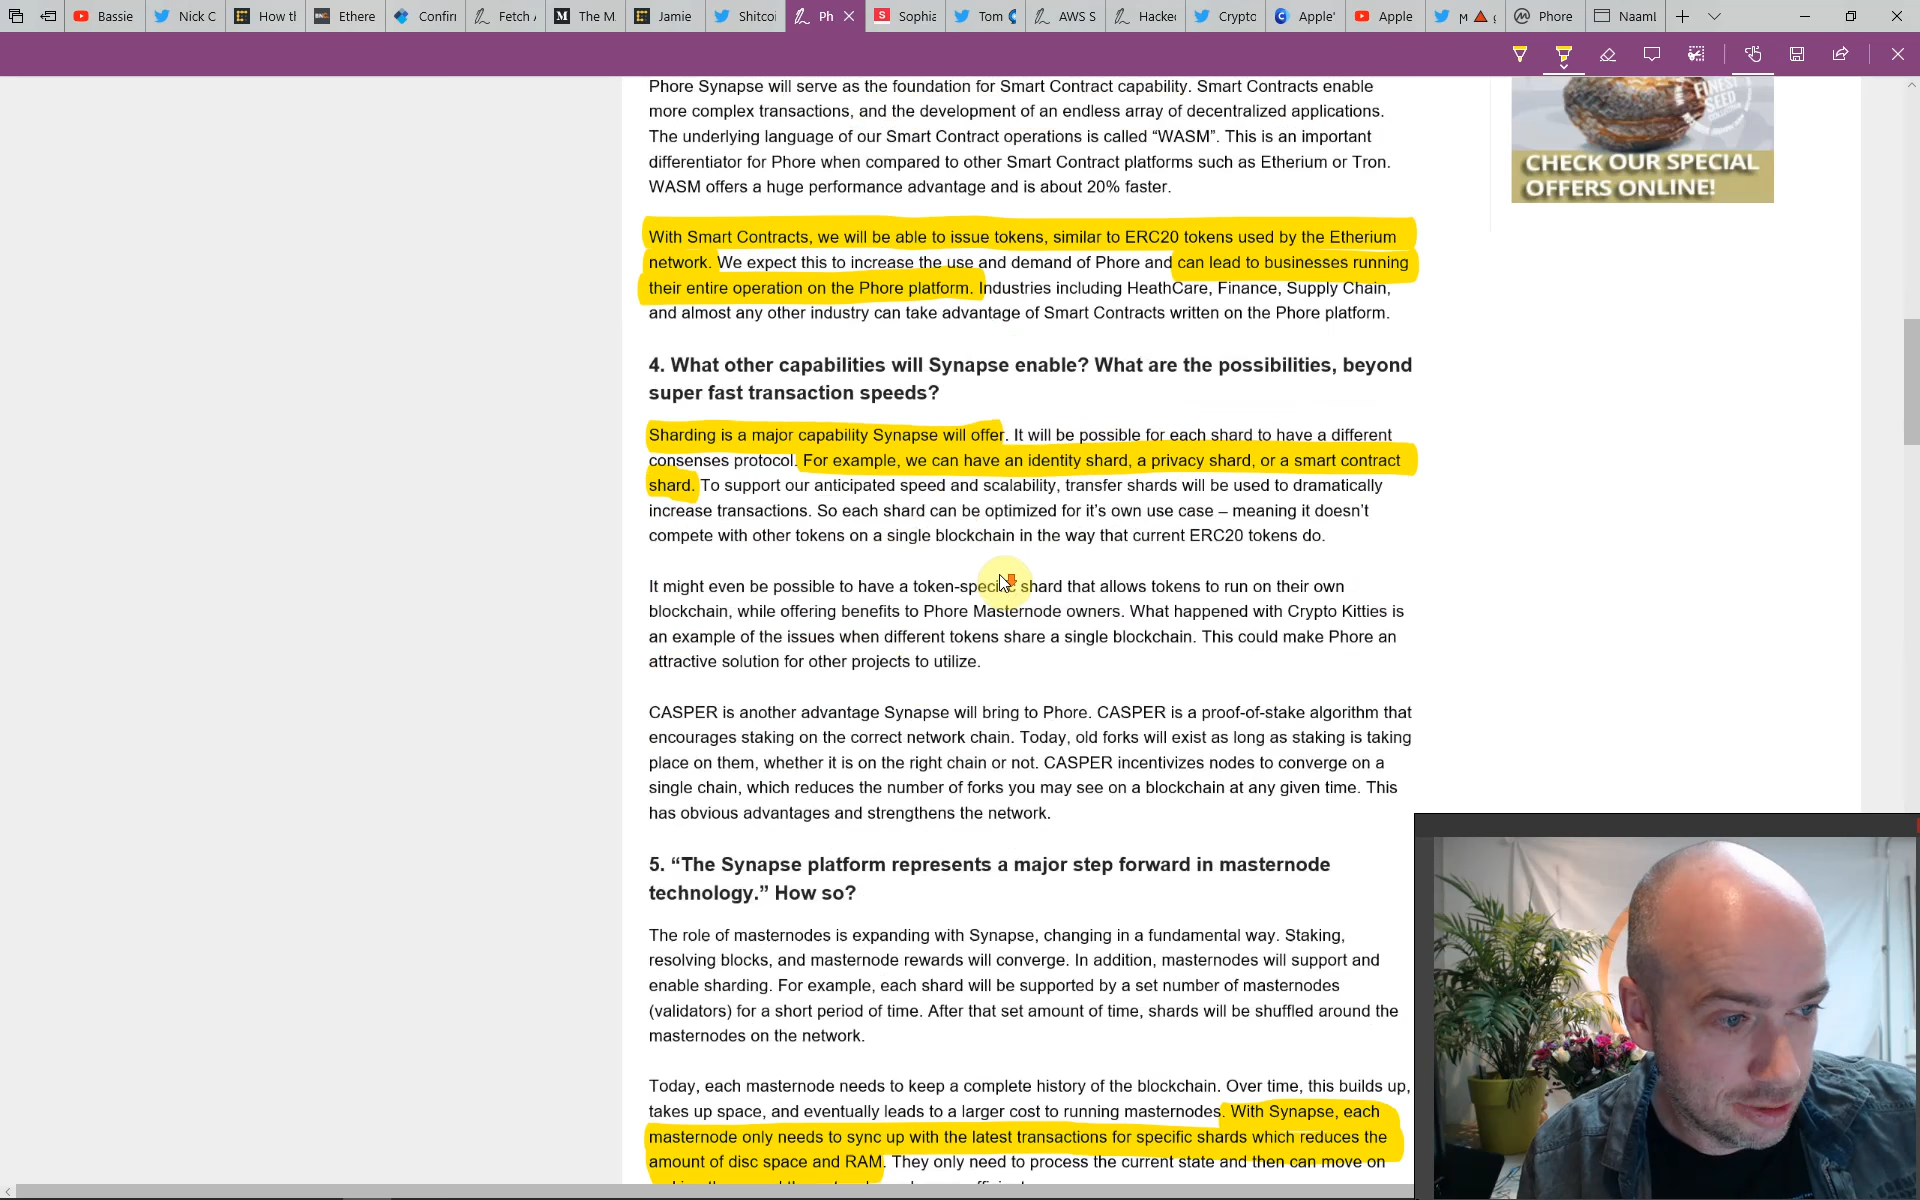 Bassie
Nick C
How th
Ethere
Confirr
Fetch A
The M
Jamie
Shitcoi
Ph
Sophia
Tom
AWS S
Hacke
Crypto
Apple'
Apple
Phore
Naaml
Phore Synapse will serve as the foundation for Smart Contract capability. Smart Contracts enable
more complex transactions, and the development of an endless array of decentralized applications.
The underlying language of our Smart Contract operations is called “WASM”. This is an important
differentiator for Phore when compared to other Smart Contract platforms such as Etherium or Tron.
WASM offers a huge performance advantage and is about 20% faster.
FINEST
SEED
CHECK OUR SPECIAL
OFFERS ONLINE!
With Smart Contracts, we will be able to issue tokens, similar to ERC20 tokens used by the Etherium
network. We expect this to increase the use and demand of Phore and can lead to businesses running
their entire operation on the Phore platform. Industries including HeathCare, Finance, Supply Chain,
and almost any other industry can take advantage of Smart Contracts written on the Phore platform.
4. What other capabilities will Synapse enable? What are the possibilities, beyond
super fast transaction speeds?
Sharding is a major capability Synapse will offer. It will be possible for each shard to have a different
consenses protocol. For example, we can have an identity shard, a privacy shard, or a smart contract
shard. To support our anticipated speed and scalability, transfer shards will be used to dramatically
increase transactions. So each shard can be optimized for it’s own use case – meaning it doesn’t
compete with other tokens on a single blockchain in the way that current ERC20 tokens do.
It might even be possible to have a token-specific shard that allows tokens to run on their own
blockchain, while offering benefits to Phore Masternode owners. What happened with Crypto Kitties is
an example of the issues when different tokens share a single blockchain. This could make Phore an
attractive solution for other projects to utilize.
CASPER is another advantage Synapse will bring to Phore. CASPER is a proof-of-stake algorithm that
encourages staking on the correct network chain. Today, old forks will exist as long as staking is taking
place on them, whether it is on the right chain or not. CASPER incentivizes nodes to converge on a
single chain, which reduces the number of forks you may see on a blockchain at any given time. This
has obvious advantages and strengthens the network.
5. “The Synapse platform represents a major step forward in masternode
technology.” How so?
The role of masternodes is expanding with Synapse, changing in a fundamental way. Staking,
resolving blocks, and masternode rewards will converge. In addition, masternodes will support and
enable sharding. For example, each shard will be supported by a set number of masternodes
(validators) for a short period of time. After that set amount of time, shards will be shuffled around the
masternodes on the network.
Today, each masternode needs to keep a complete history of the blockchain. Over time, this builds up,
takes up space, and eventually leads to a larger cost to running masternodes. With Synapse, each
masternode only needs to sync up with the latest transactions for specific shards which reduces the
amount of disc space and RAM. They only need to process the current state and then can move on